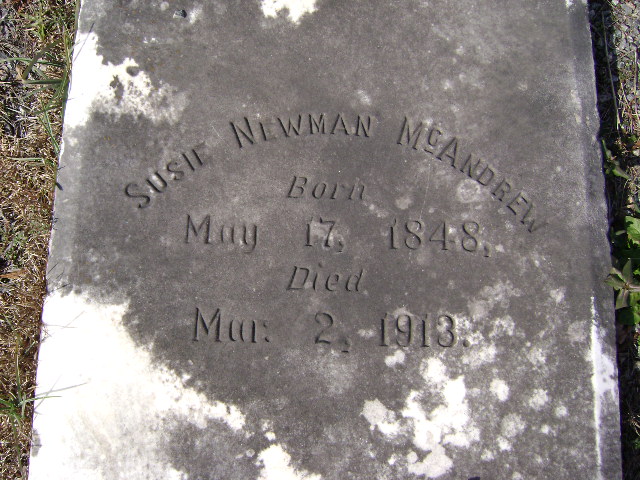 Susie Newman McAndrew
Born
May 17, 1848,
Died
Mar. 2, 1913.